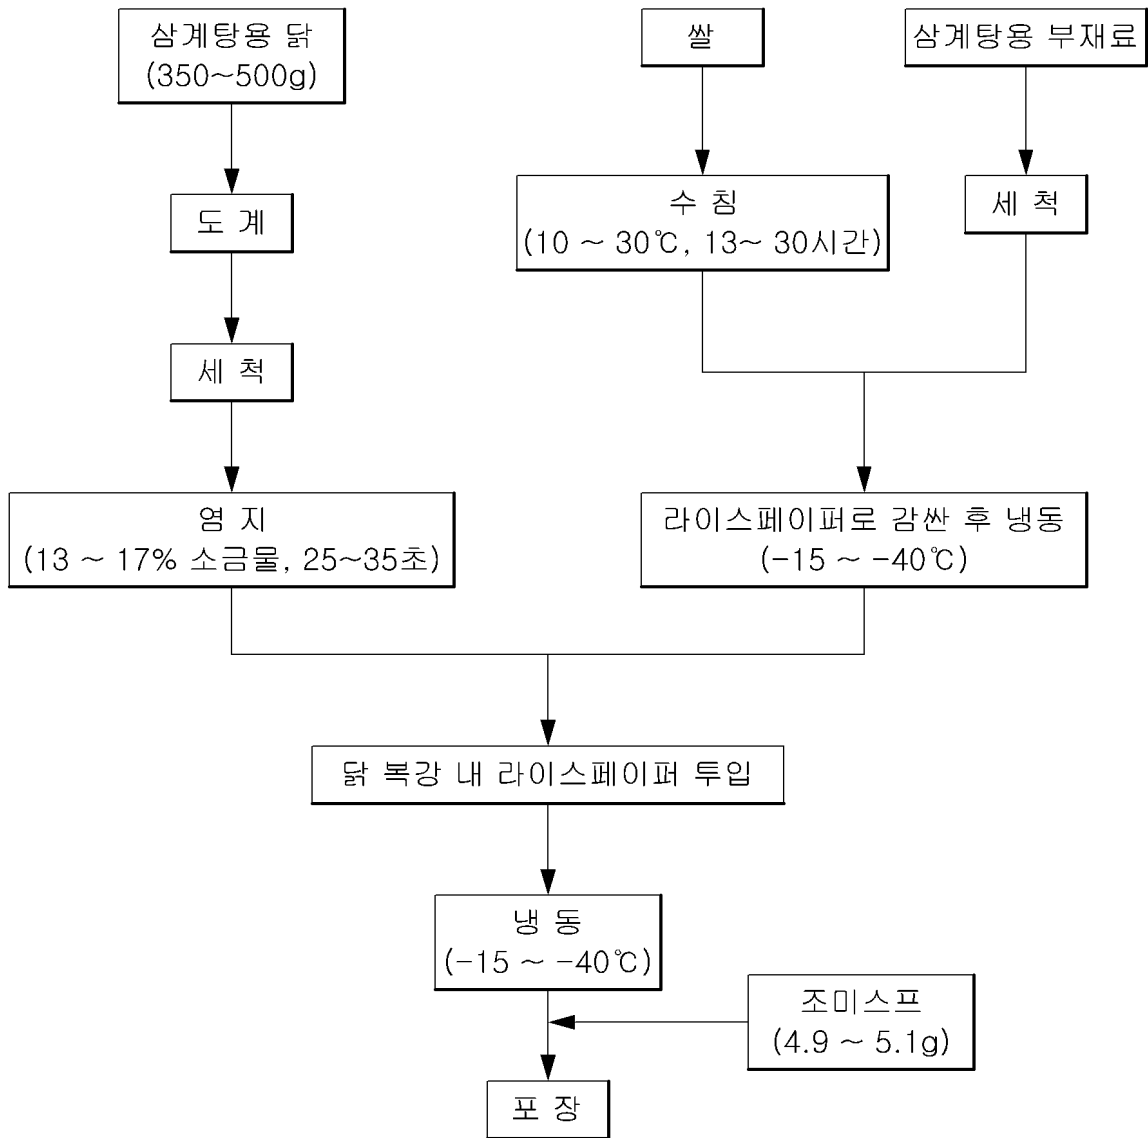 삼계탕용 닭
(350~500g)
쌀
삼계탕용 부재료
도 계
수 침
(10 ~ 30℃, 13~ 30시간)
세 척
세 척
염 지
(13 ~ 17% 소금물, 25~35초)
라이스페이퍼로 감싼 후 냉동
(-15 ~ -40℃)
닭 복강 내 라이스페이퍼 투입
냉 동
(-15 ~ -40℃)
조미스프
(4.9 ~ 5.1g)
포 장